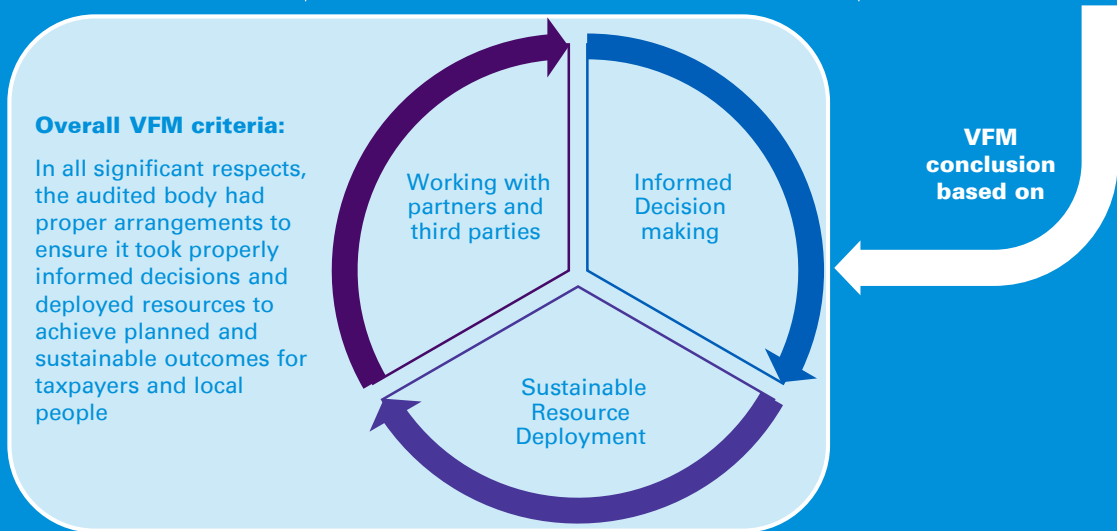 Overall VFM criteria:
In all significant respects,
the audited body had
proper arrangements to
ensure it took properly
informed decisions and
deployed resources to
achieve planned and
sustainable outcomes for
taxpayers and local
people
Working with
partners and
third parties
Informed
Decision
making
Sustainable
Resource
Deployment
VFM
conclusion
based on